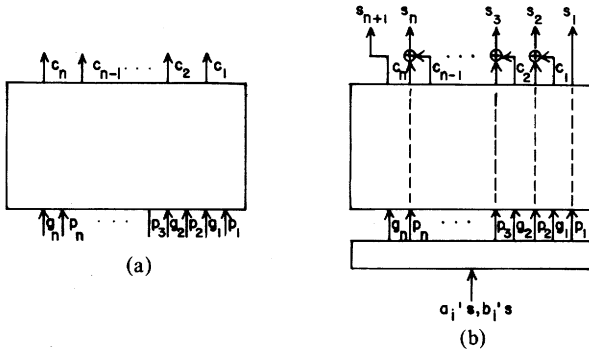 c_n c_{n-1} · · · c_2 c_1
g_n p_n · · · · p_3 g_2 p_2 g_1 p_1
(a)
s_{n+1} s_n s_3 s_2 s_1
⊕ · · · · ⊕ ⊕
c_n c_{n-1} c_2 c_1
g_n p_n · · · · p_3 g_2 p_2 g_1 p_1
a_i's, b_i's
(b)